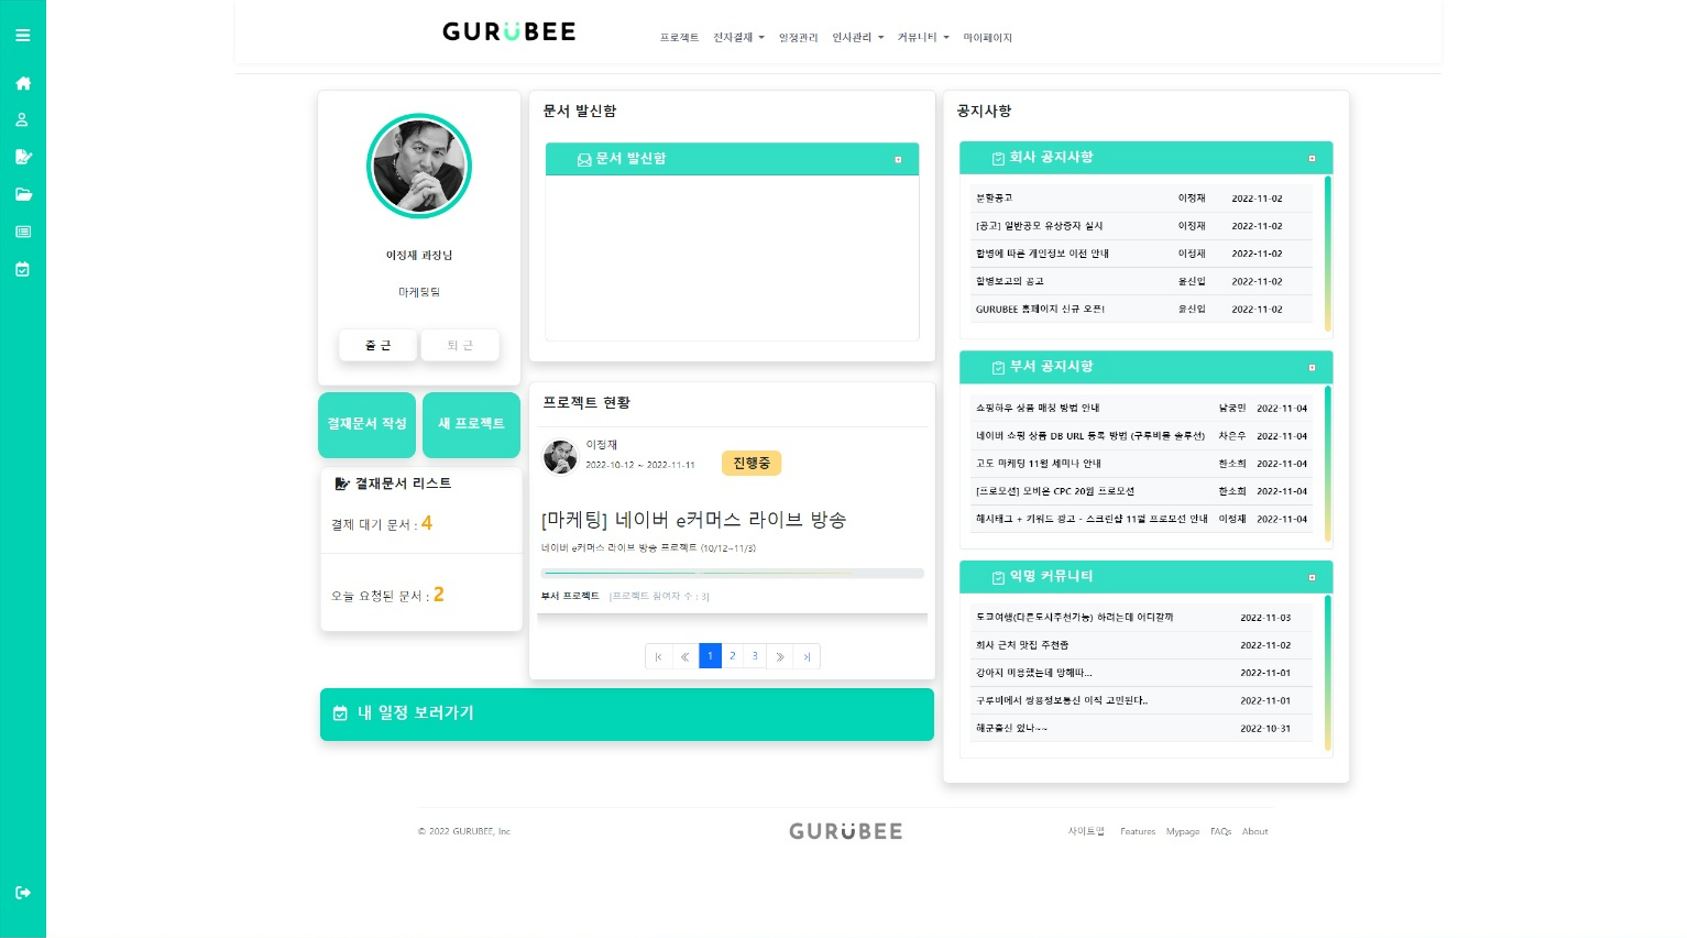 GURUBEE
프로젝트 전자결재 일정관리 인사관리 커뮤니티 마이페이지
이정재 과장님
마케팅팀
출 근 퇴 근
결재문서 작성 새 프로젝트
결재문서 리스트
결제 대기 문서 : 4
오늘 요청된 문서 : 2
문서 발신함
문서 발신함
프로젝트 현황
이정재
2022-10-12 ~ 2022-11-11 진행중
[마케팅] 네이버 e커머스 라이브 방송
네이버 e커머스 라이브 방송 프로젝트 (10/12~11/3)
부서 프로젝트 [프로젝트 참여자 수 : 3]
1 2 3
내 일정 보러가기
공지사항
회사 공지사항
분할공고 이정재 2022-11-02
[공고] 일반공모 유상증자 실시 이정재 2022-11-02
합병에 따른 개인정보 이전 안내 이정재 2022-11-02
합병보고의 공고 윤신입 2022-11-02
GURUBEE 홈페이지 신규 오픈! 윤신입 2022-11-02
부서 공지사항
쇼핑하우 상품 매칭 방법 안내 남궁민 2022-11-04
네이버 쇼핑 상품 DB URL 등록 방법 (구루비몰 솔루션) 차은우 2022-11-04
고도 마케팅 11월 세미나 안내 한소희 2022-11-04
[프로모션] 모비온 CPC 20원 프로모션 한소희 2022-11-04
해시태그 + 키워드 광고 - 스크린샵 11월 프로모션 안내 이정재 2022-11-04
익명 커뮤니티
도쿄여행(다른도시추천가능) 하려는데 어디갈까 2022-11-03
회사 근처 맛집 추천좀 2022-11-02
강아지 미용했는데 망해따... 2022-11-01
구루비에서 쌍용정보통신 이직 고민된다.. 2022-11-01
해군출신 있나~~ 2022-10-31
© 2022 GURUBEE, Inc
GURUBEE
사이트맵 Features Mypage FAQs About